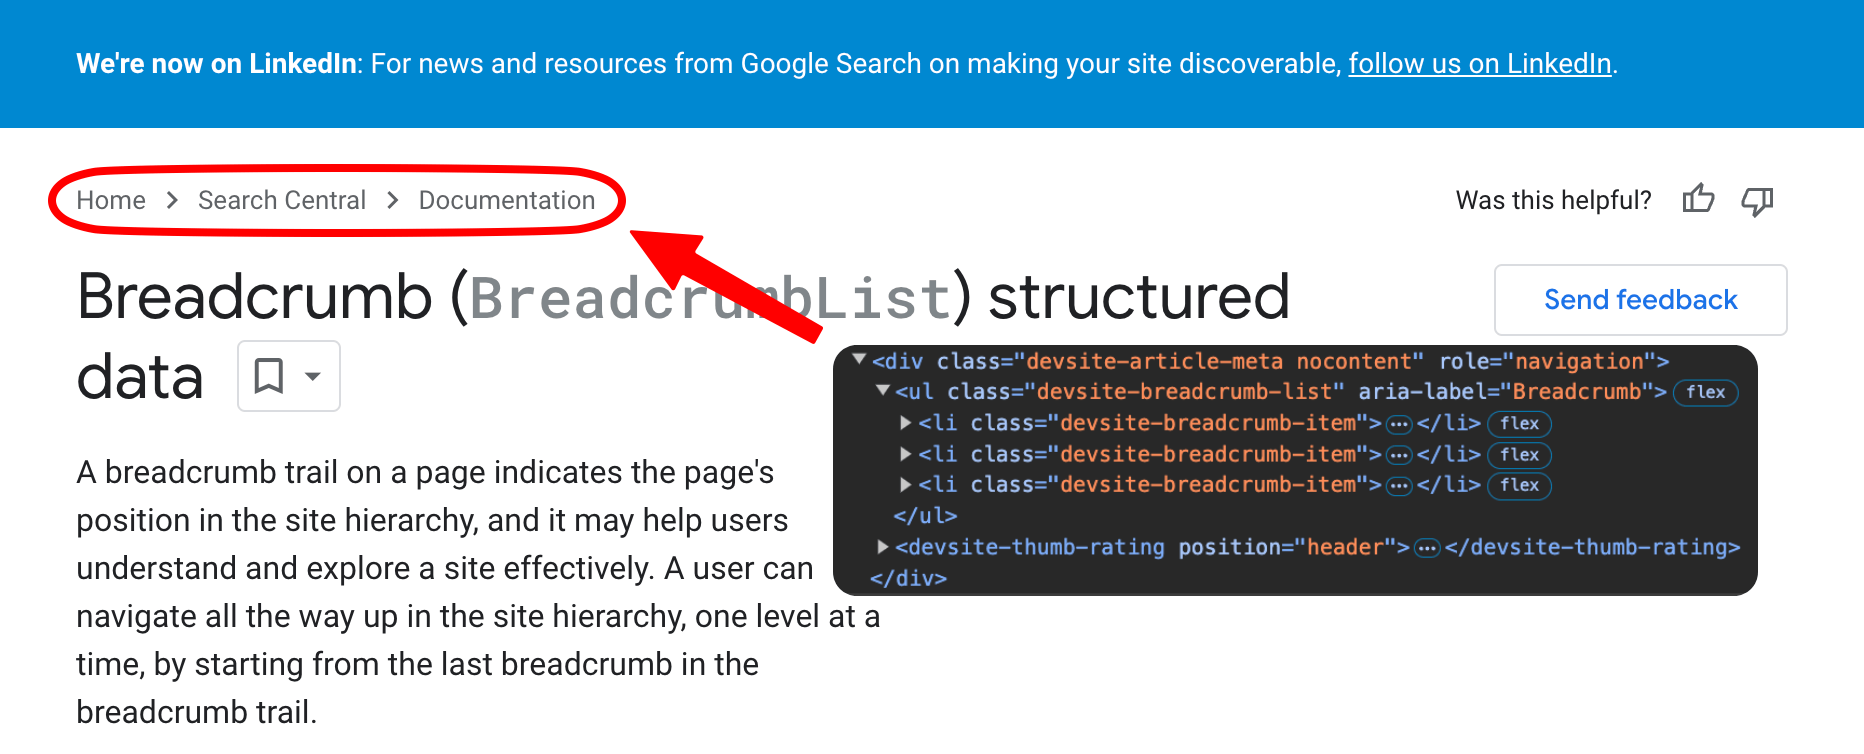 We're now on LinkedIn: For news and resources from Google Search on making your site discoverable, follow us on LinkedIn.
Home > Search Central > Documentation
Was this helpful?
Breadcrumb (BreadcrumbList) structured
data
Send feedback
A breadcrumb trail on a page indicates the page's
position in the site hierarchy, and it may help users
understand and explore a site effectively. A user can
navigate all the way up in the site hierarchy, one level at a
time, by starting from the last breadcrumb in the
breadcrumb trail.
<div class="devsite-article-meta nocontent" role="navigation">
<ul class="devsite-breadcrumb-list" aria-label="Breadcrumb"> flex
<li class="devsite-breadcrumb-item">…</li> flex
<li class="devsite-breadcrumb-item">…</li> flex
<li class="devsite-breadcrumb-item">…</li> flex
</ul>
<devsite-thumb-rating position="header">…</devsite-thumb-rating>
</div>